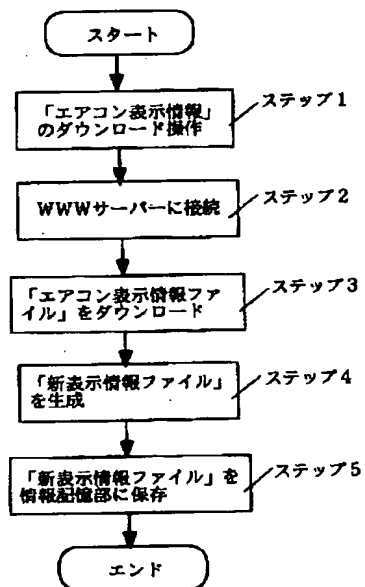 スタート
「エアコン表示情報」
のダウンロード操作
ステップ1
WWWサーバーに接続
ステップ2
「エアコン表示情報ファ
イル」をダウンロード
ステップ3
「新表示情報ファイル」
を生成
ステップ4
「新表示情報ファイル」を
情報記憶部に保存
ステップ5
エンド